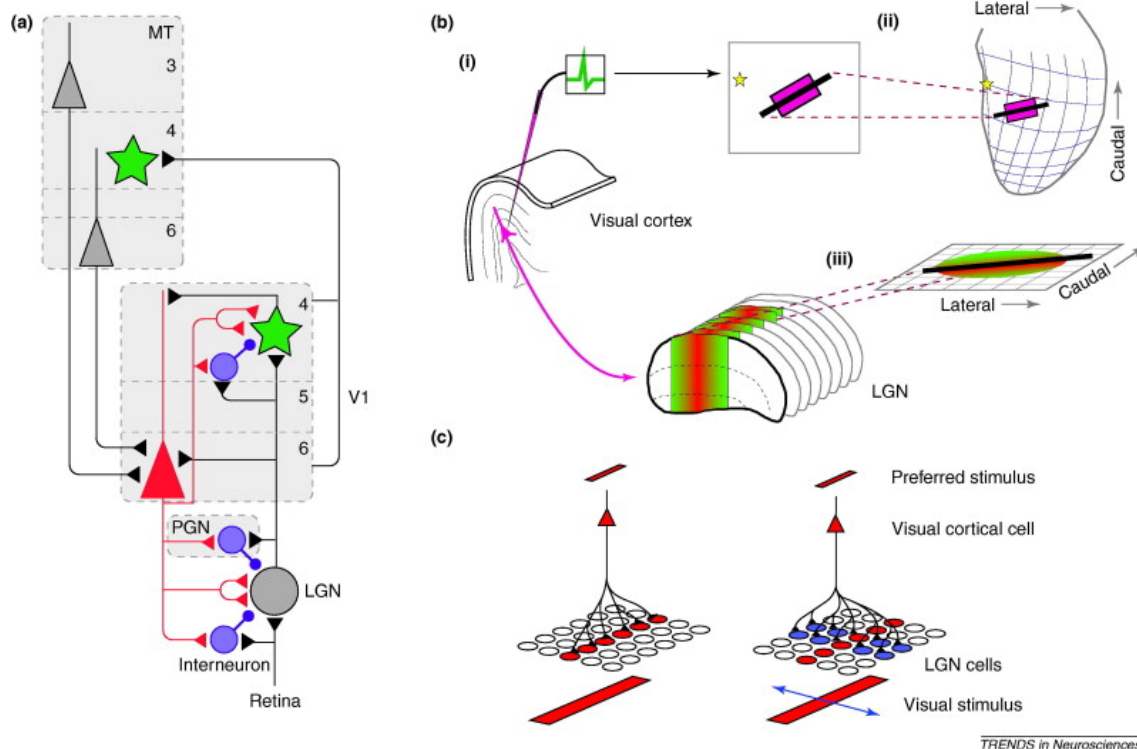 (a)
MT
3
4
6
4
5
V1
6
PGN
LGN
Interneuron
Retina
(b)
(i)
Visual cortex
(ii)
Lateral
Caudal
(iii)
Lateral
Caudal
LGN
(c)
Preferred stimulus
Visual cortical cell
LGN cells
Visual stimulus
TRENDS in Neurosciences